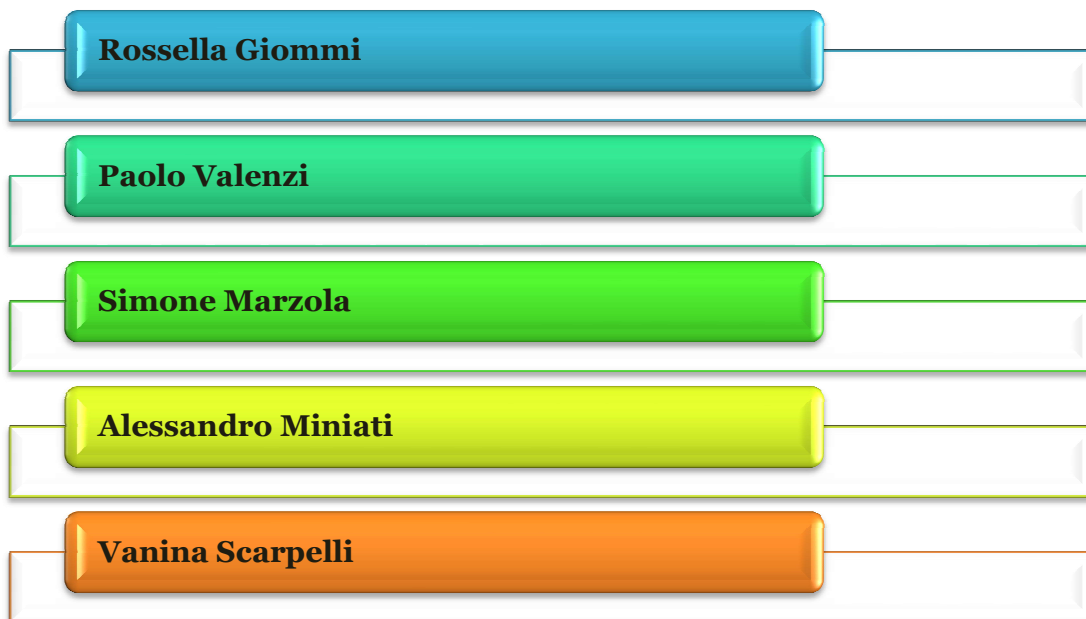 Rossella Giommi
Paolo Valenzi
Simone Marzola
Alessandro Miniati
Vanina Scarpelli